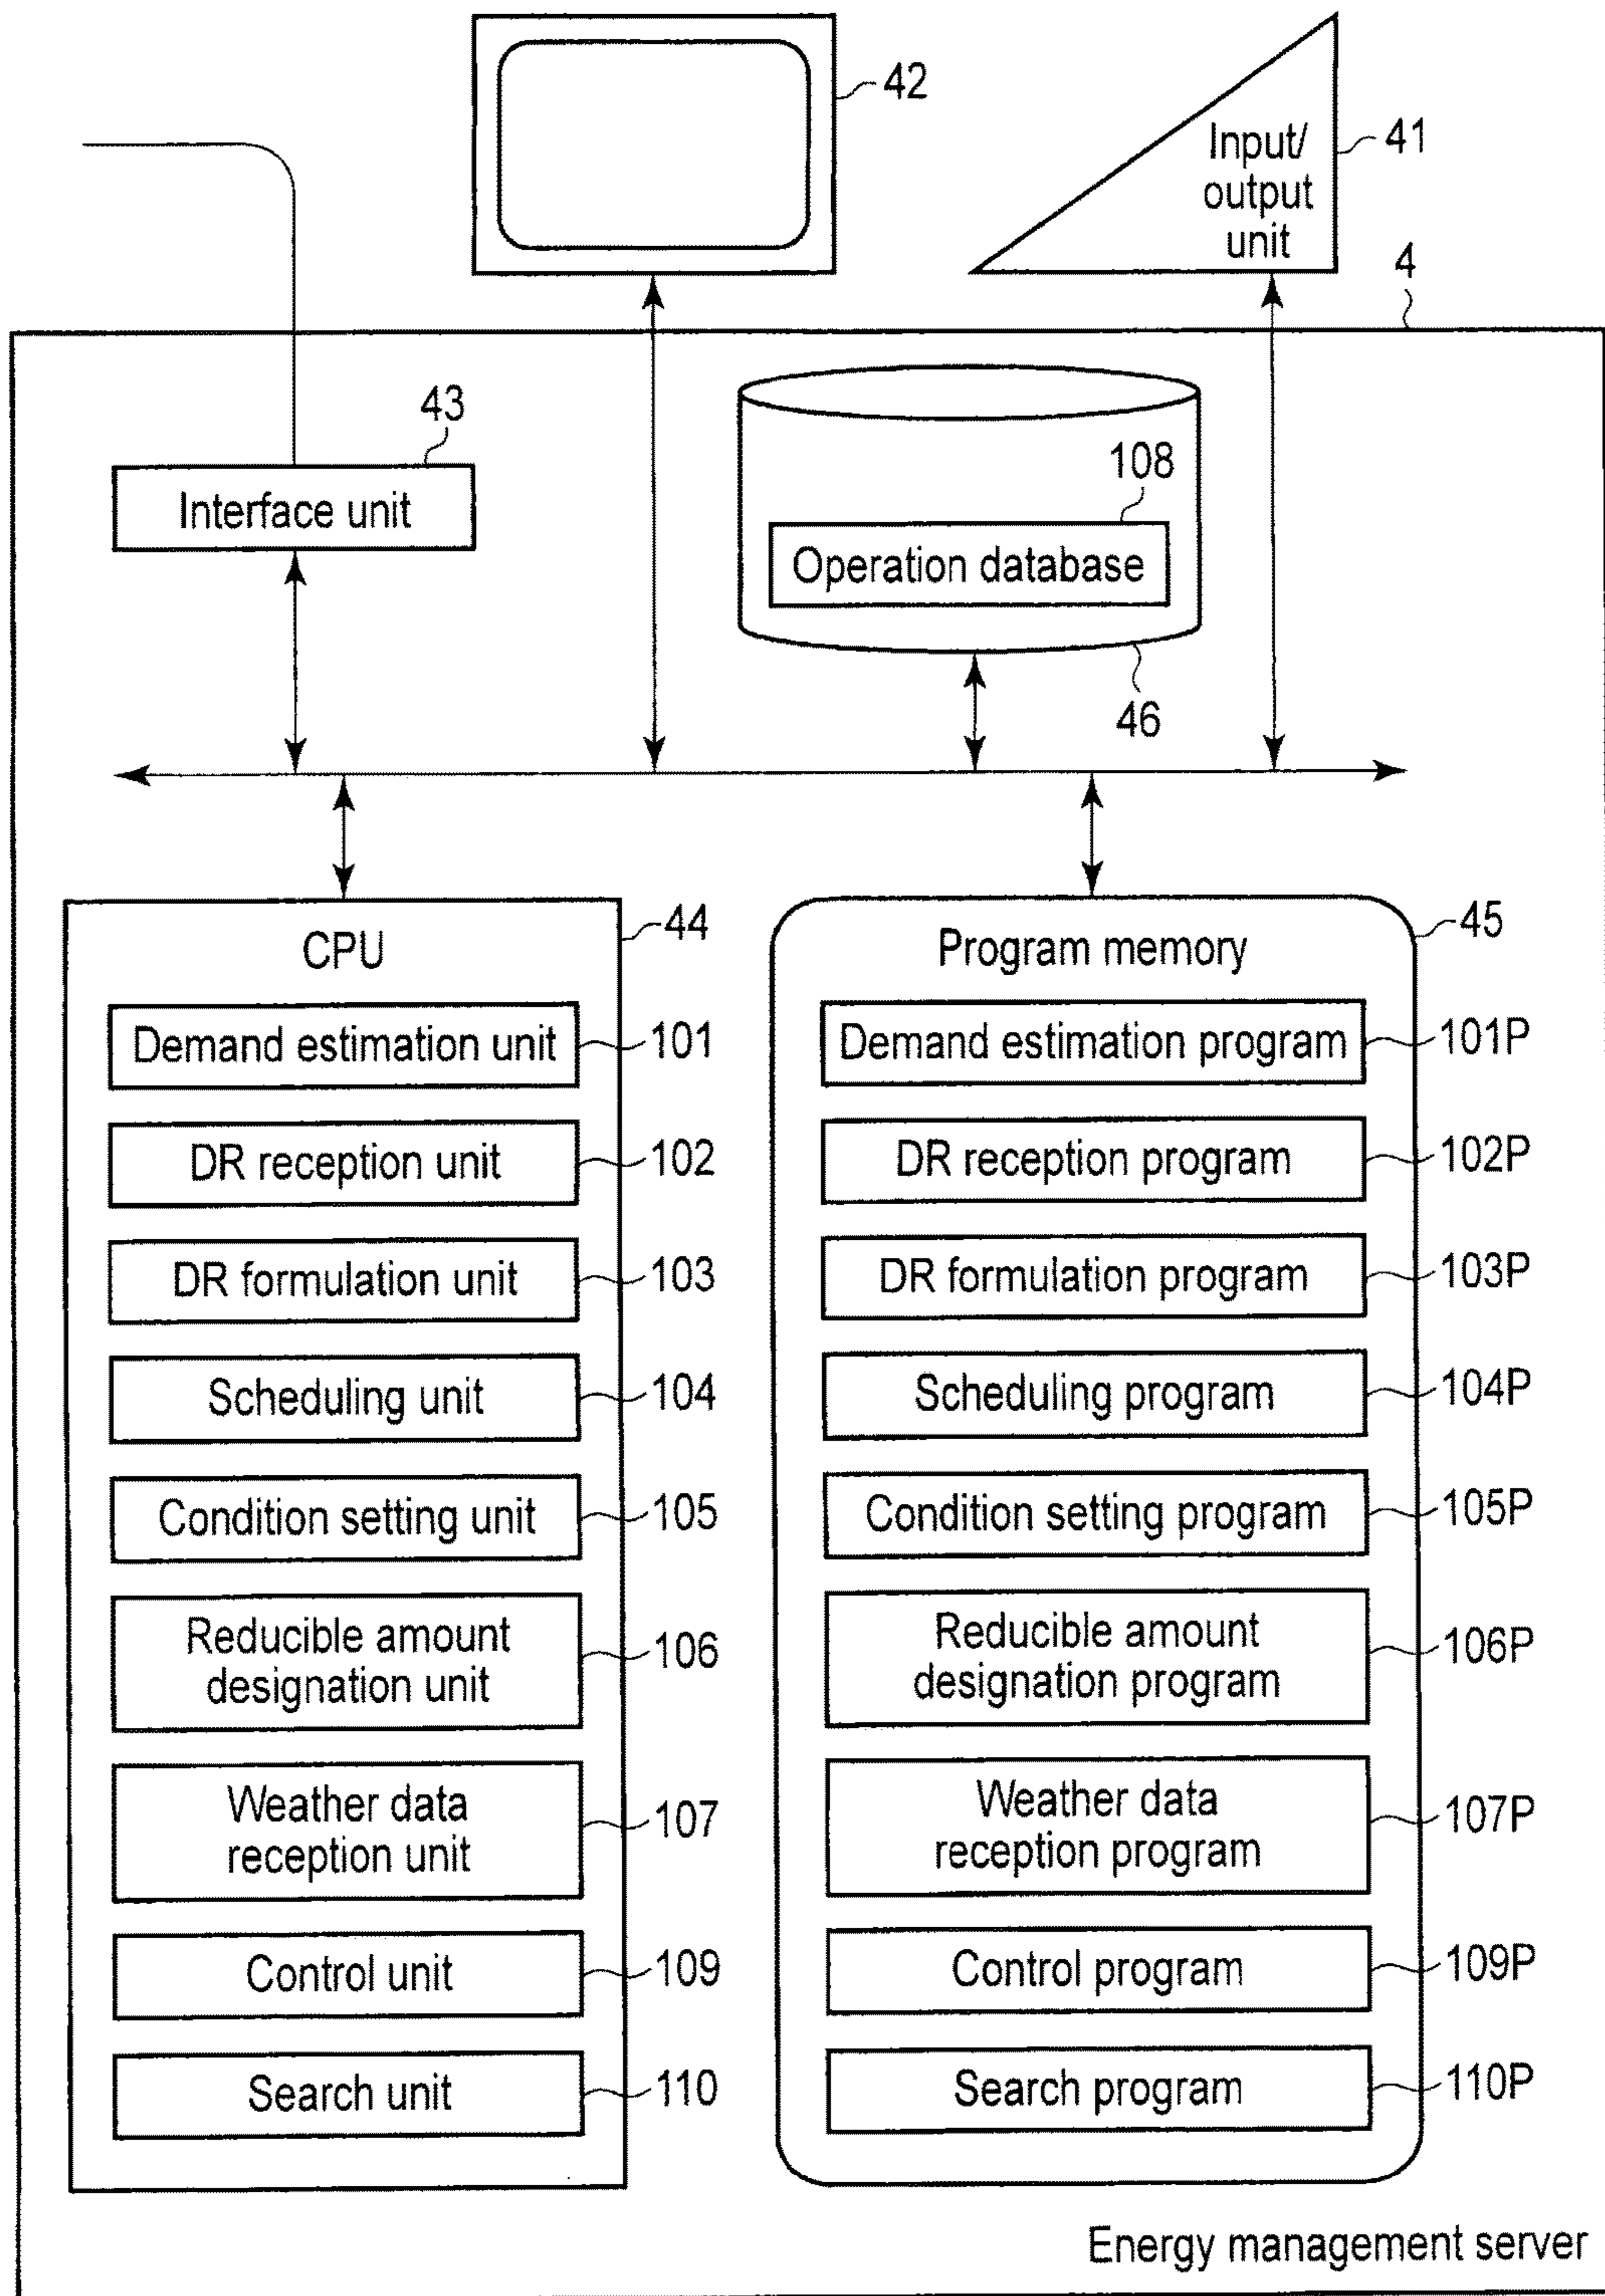 42
Input/
output
unit
41
4
43
Interface unit
108
Operation database
46
CPU
44
Demand estimation unit
101
DR reception unit
102
DR formulation unit
103
Scheduling unit
104
Condition setting unit
105
Reducible amount
designation unit
106
Weather data
reception unit
107
Control unit
109
Search unit
110
Program memory
45
Demand estimation program
101P
DR reception program
102P
DR formulation program
103P
Scheduling program
104P
Condition setting program
105P
Reducible amount
designation program
106P
Weather data
reception program
107P
Control program
109P
Search program
110P
Energy management server